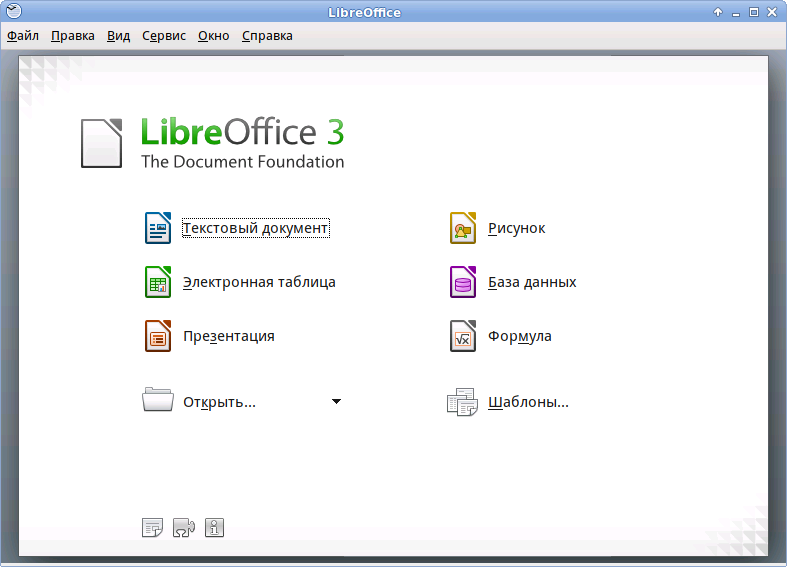 LibreOffice
Файл Правка Вид Сервис Окно Справка
LibreOffice 3
The Document Foundation
Текстовый документ
Рисунок
Электронная таблица
База данных
Презентация
Формула
Открыть...
Шаблоны...